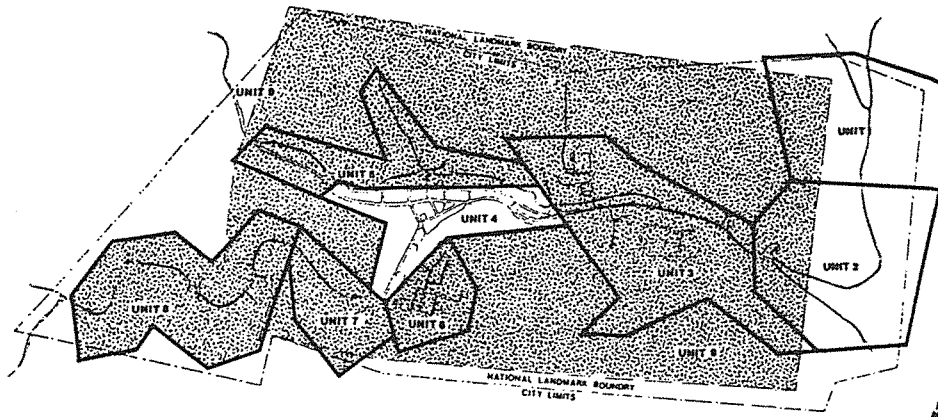 NATIONAL LANDMARK BOUNDRY
CITY LIMITS
UNIT 9
UNIT 1
UNIT 5
UNIT 4
UNIT 2
UNIT 3
UNIT 8
UNIT 7
UNIT 6
UNIT 9
NATIONAL LANDMARK BOUNDRY
CITY LIMITS